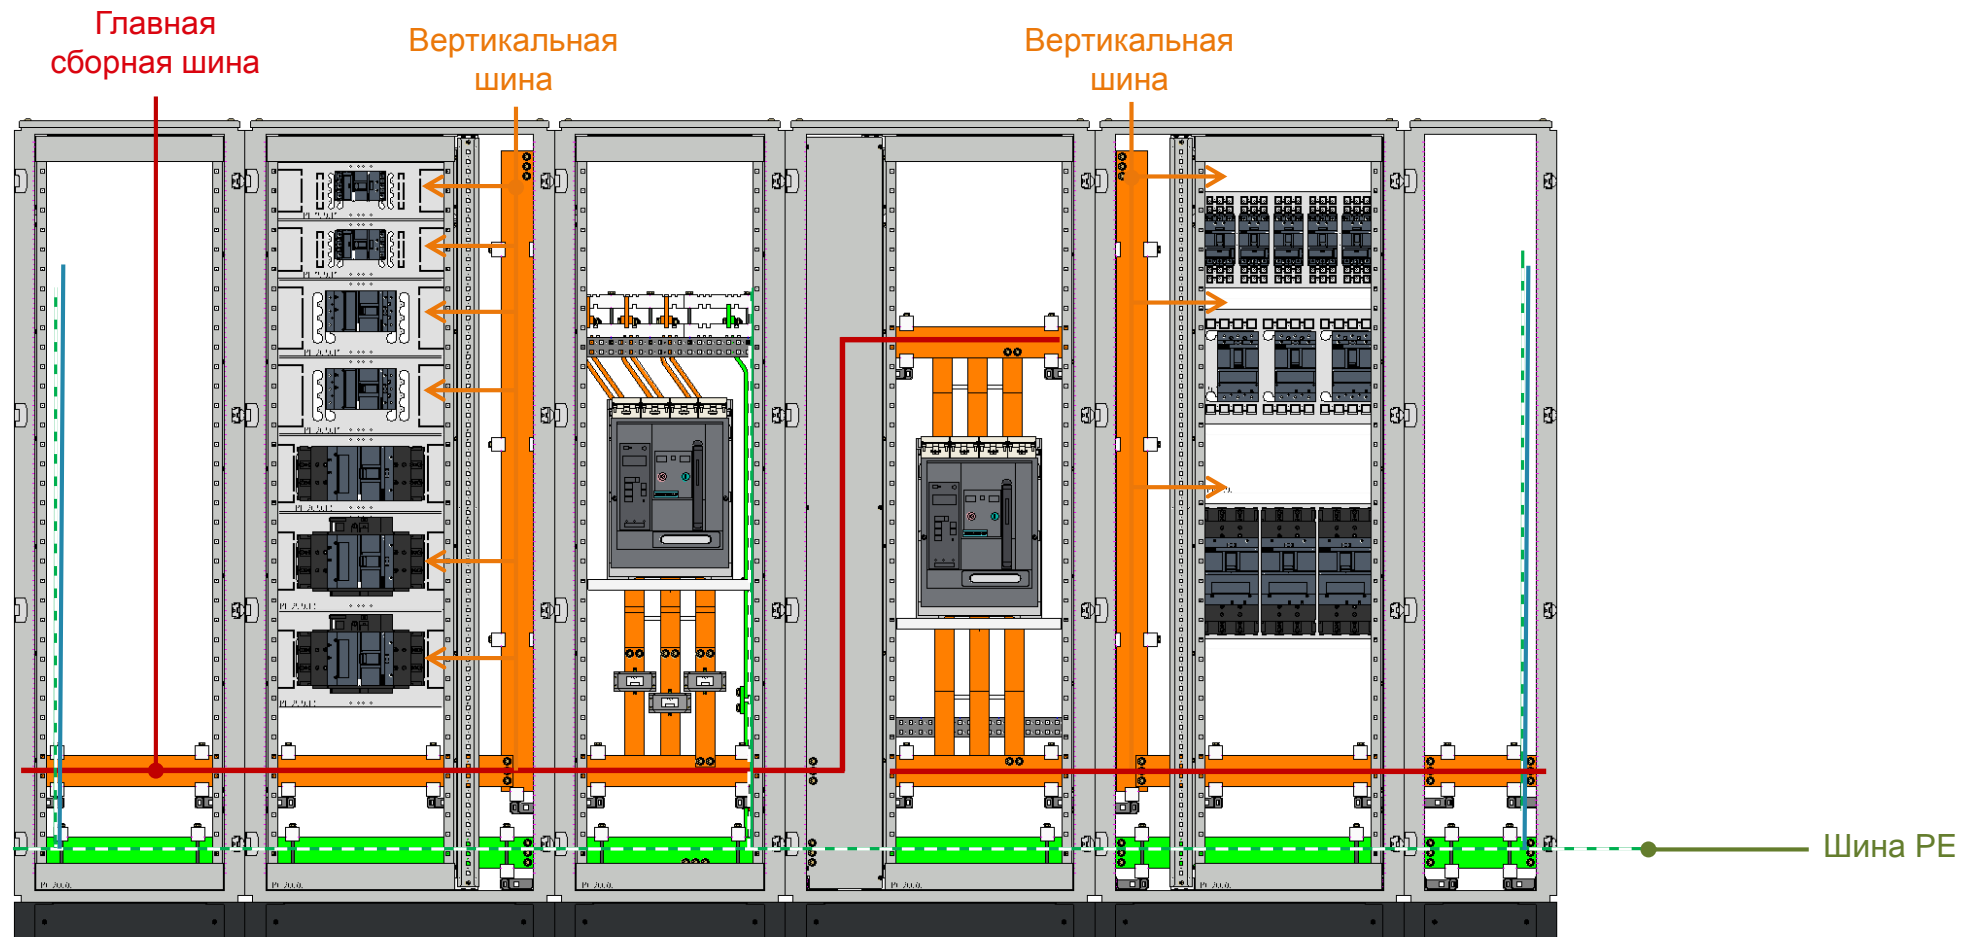 Главная
сборная шина
Вертикальная
шина
Вертикальная
шина
Шина PE